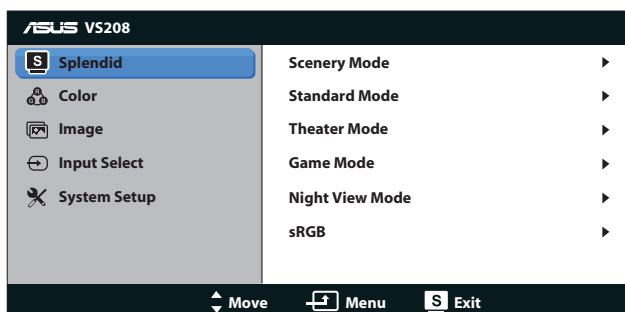 ASUS VS208
S Splendid
Color
Image
Input Select
System Setup
Scenery Mode
Standard Mode
Theater Mode
Game Mode
Night View Mode
sRGB
Move Menu S Exit